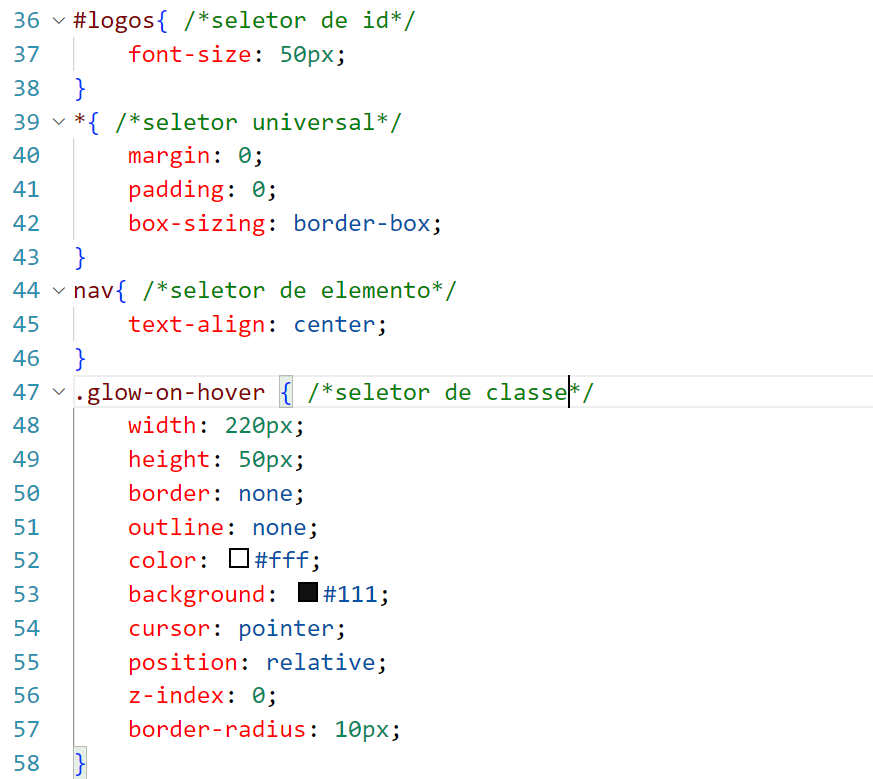 36 #logos{ /*seletor de id*/
37     font-size: 50px;
38 }
39 *{ /*seletor universal*/
40     margin: 0;
41     padding: 0;
42     box-sizing: border-box;
43 }
44 nav{ /*seletor de elemento*/
45     text-align: center;
46 }
47 .glow-on-hover { /*seletor de classe*/
48     width: 220px;
49     height: 50px;
50     border: none;
51     outline: none;
52     color: #fff;
53     background: #111;
54     cursor: pointer;
55     position: relative;
56     z-index: 0;
57     border-radius: 10px;
58 }